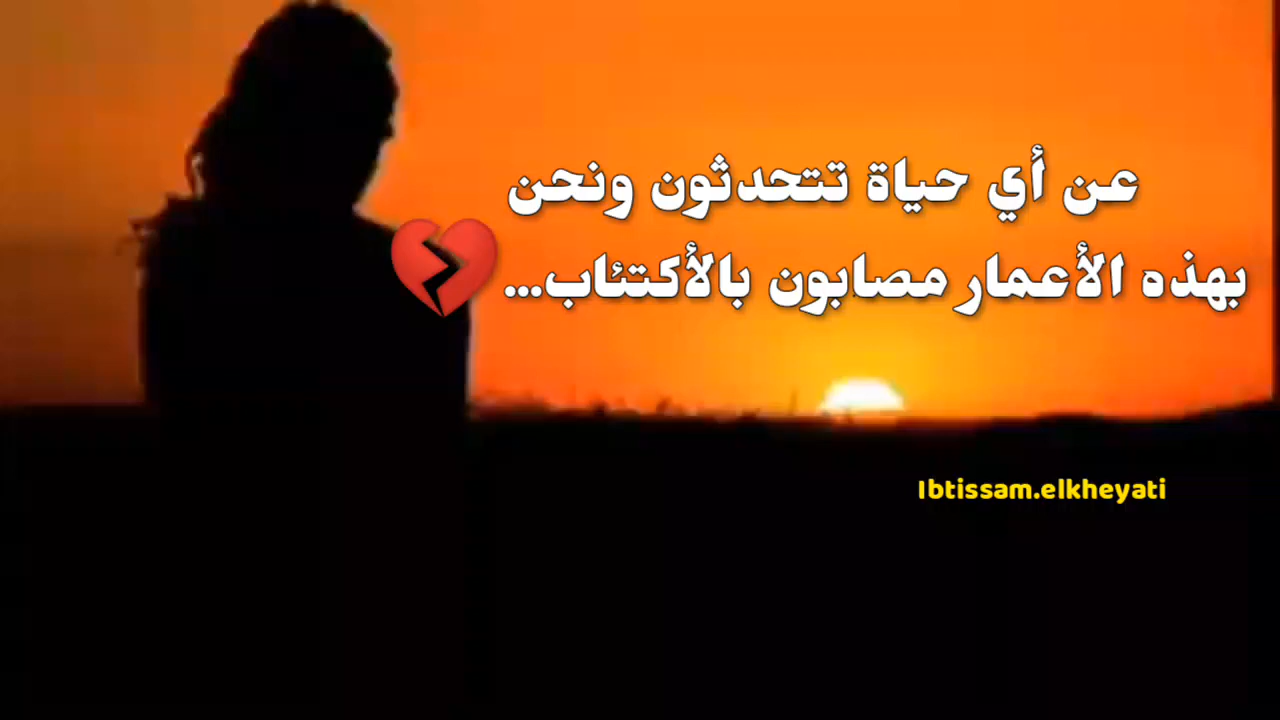 عن أي حياة تتحدثون ونحن
بهذه الأعمار مصابون بالأكتئاب...💔
Ibtissam.elkheyati